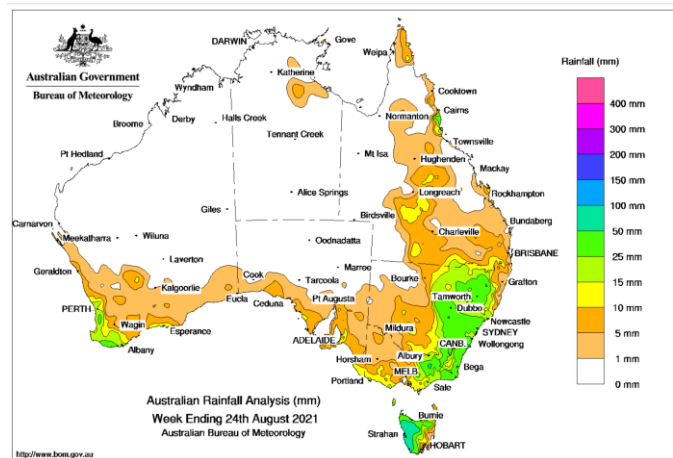 Australian Government
Bureau of Meteorology
DARWIN
Gove
Weipa
Katherine
Wyndham
Cooktown
Cairns
Derby
Broome
Halls Creek
Normanton
Tennant Creek
Townsville
Pt Hedland
Mt Isa
Hughenden
Mackay
Longreach
Alice Springs
Rockhampton
Giles
Birdsville
Bundaberg
Carnarvon
Meekatharra
Wiluna
Charleville
Oodnadatta
BRISBANE
Laverton
Marree
Geraldton
Cook
Tarcoola
Bourke
Grafton
Kalgoorlie
Eucla
Ceduna
Pt Augusta
Tamworth
PERTH
Dubbo
Wagin
Esperance
Mildura
Newcastle
SYDNEY
Albany
ADELAIDE
CANB.
Wollongong
Horsham
Albury
Portland
MELB
Bega
Sale
Burnie
Strahan
HOBART
Rainfall (mm)
400 mm
300 mm
200 mm
150 mm
100 mm
50 mm
25 mm
15 mm
10 mm
5 mm
1 mm
0 mm
Australian Rainfall Analysis (mm)
Week Ending 24th August 2021
Australian Bureau of Meteorology
http://www.bom.gov.au